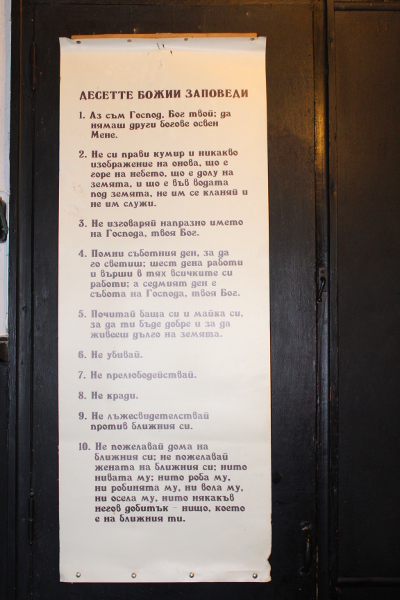 ДЕСЕТТЕ БОЖИИ ЗАПОВЕДИ
1. Аз съм Господ, Бог твой; да
нямаш други богове освен
Мене.
2. Не си прави кумир и никакво
изображение на онова, що е
горе на небето, що е долу на
земята, и що е във водата
под земята, не им се кланяй и
не им служи.
3. Не изговаряй напразно името
на Господа, твоя Бог.
4. Помни съботния ден, за да
го светиш; шест дена работи
и върши в тях всичките си
работи; а седмият ден е
събота на Господа, твоя Бог.
5. Почитай баща си и майка си,
за да ти бъде добре и за да
живееш дълго на земята.
6. Не убивай.
7. Не прелюбодействай.
8. Не кради.
9. Не лъжесвидетелствай
против ближния си.
10. Не пожелавай дома на
ближния си; не пожелавай
жената на ближния си; нито
нивата му; нито роба му,
ни робинята му, ни вола му,
ни осела му, нито някакъв
негов добитък – нищо, което
е на ближния ти.